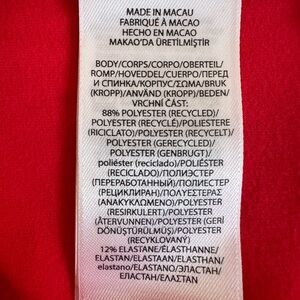 MADE IN MACAU
FABRIQUÉ À MACAO
HECHO EN MACAO
MAKAO'DA ÜRETİLMİŞTİR
BODY/CORPS/CORPO/OBERTEIL/
ROMP/HOVEDDEL/CUERPO/ПЕРЕД
И СПИНКА/КОРПУС/ΣΩΜΑ/BRUK
(KROPP)/ANVÄND (KROPP)/BEDEN/
VRCHNÍ ČÁST:
88% POLYESTER (RECYCLED)/
POLYESTER (RECYCLÉ)/POLIESTERE
(RICICLATO)/POLYESTER (RECYCELT)/
POLYESTER (GERECYCLED)/
POLYESTER (GENBRUGT)/
poliéster (reciclado)/POLIÉSTER
(RECICLADO)/ПОЛИЭСТЕР
(ПЕРЕРАБОТАННЫЙ)/ПОЛИЕСТЕР
(РЕЦИКЛИРАН)/ΠΟΛΥΕΣΤΕΡΑΣ
(ΑΝΑΚΥΚΛΩΜΕΝΟ)/POLYESTER
(RESIRKULERT)/POLYESTER
(ÅTERVUNNEN)/POLYESTER (GERİ
DÖNÜŞTÜRÜLMÜŞ)/POLYESTER
(RECYKLOVANÝ)
12% ELASTANE/ÉLASTHANNE/
ELASTAN/ELASTAAN/ELASTHAN/
elastano/ELASTANO/ЭЛАСТАН/
ЕЛАСТАН/ΕΛΑΣΤΑΝ